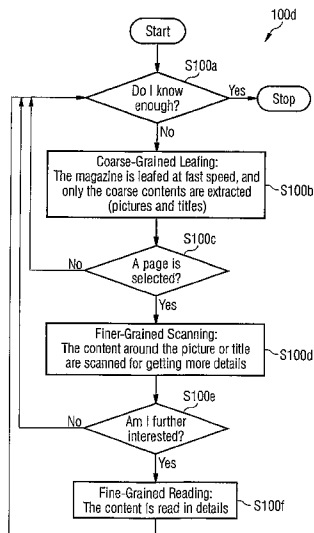 100d
Start
S100a
Do I know
enough?
Yes
Stop
No
Coarse-Grained Leafing:
The magazine is leafed at fast speed, and
only the coarse contents are extracted
(pictures and titles)
S100b
S100c
No
A page is
selected?
Yes
Finer-Grained Scanning:
The content around the picture or title
are scanned for getting more details
S100d
S100e
No
Am I further
interested?
Yes
Fine-Grained Reading:
The content is read in details
S100f